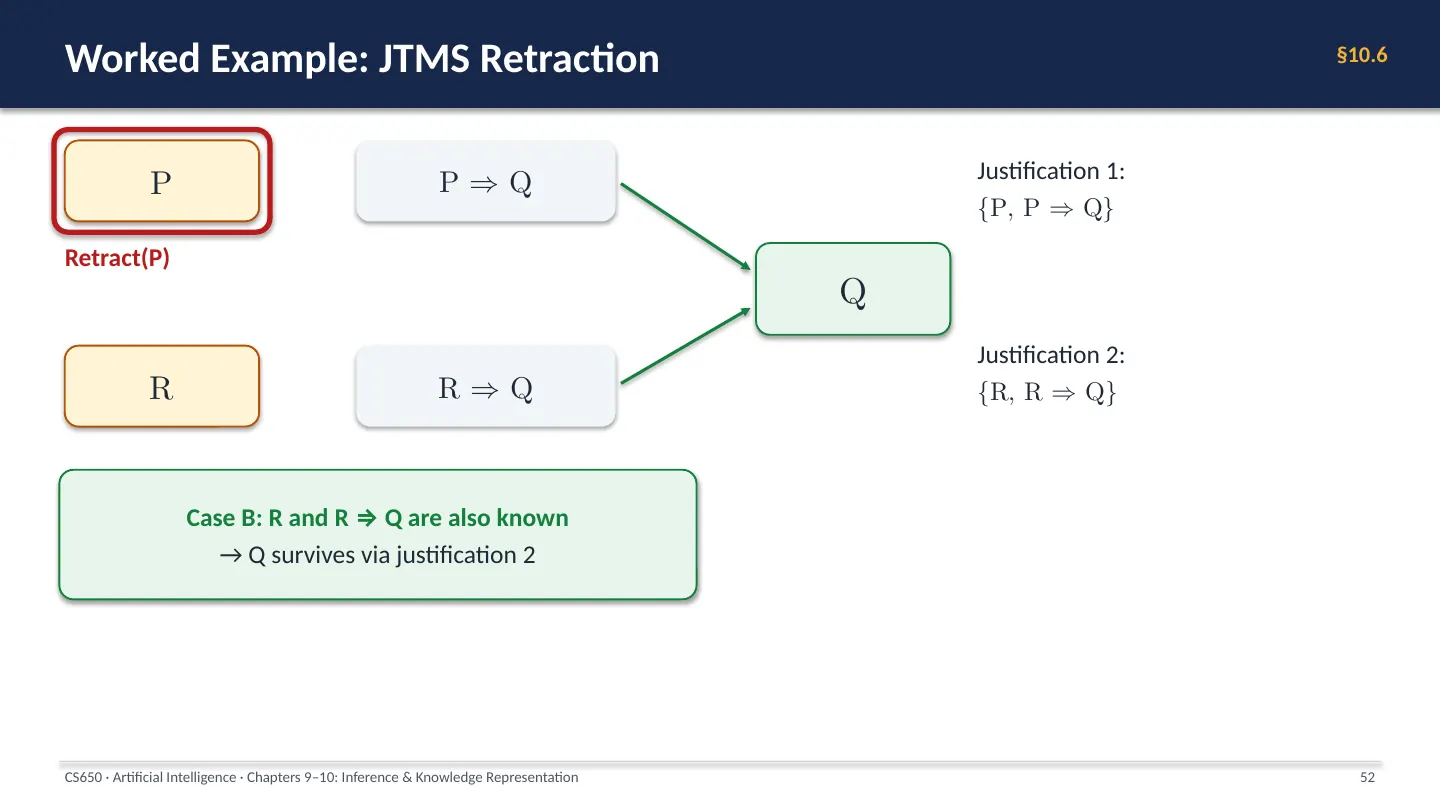 Worked Example: JTMS Retraction
§10.6
P
P ⇒ Q
Justification 1:
{P, P ⇒ Q}
Retract(P)
Q
R
R ⇒ Q
Justification 2:
{R, R ⇒ Q}
Case B: R and R ⇒ Q are also known
→ Q survives via justification 2
CS650 · Artificial Intelligence · Chapters 9–10: Inference & Knowledge Representation
52